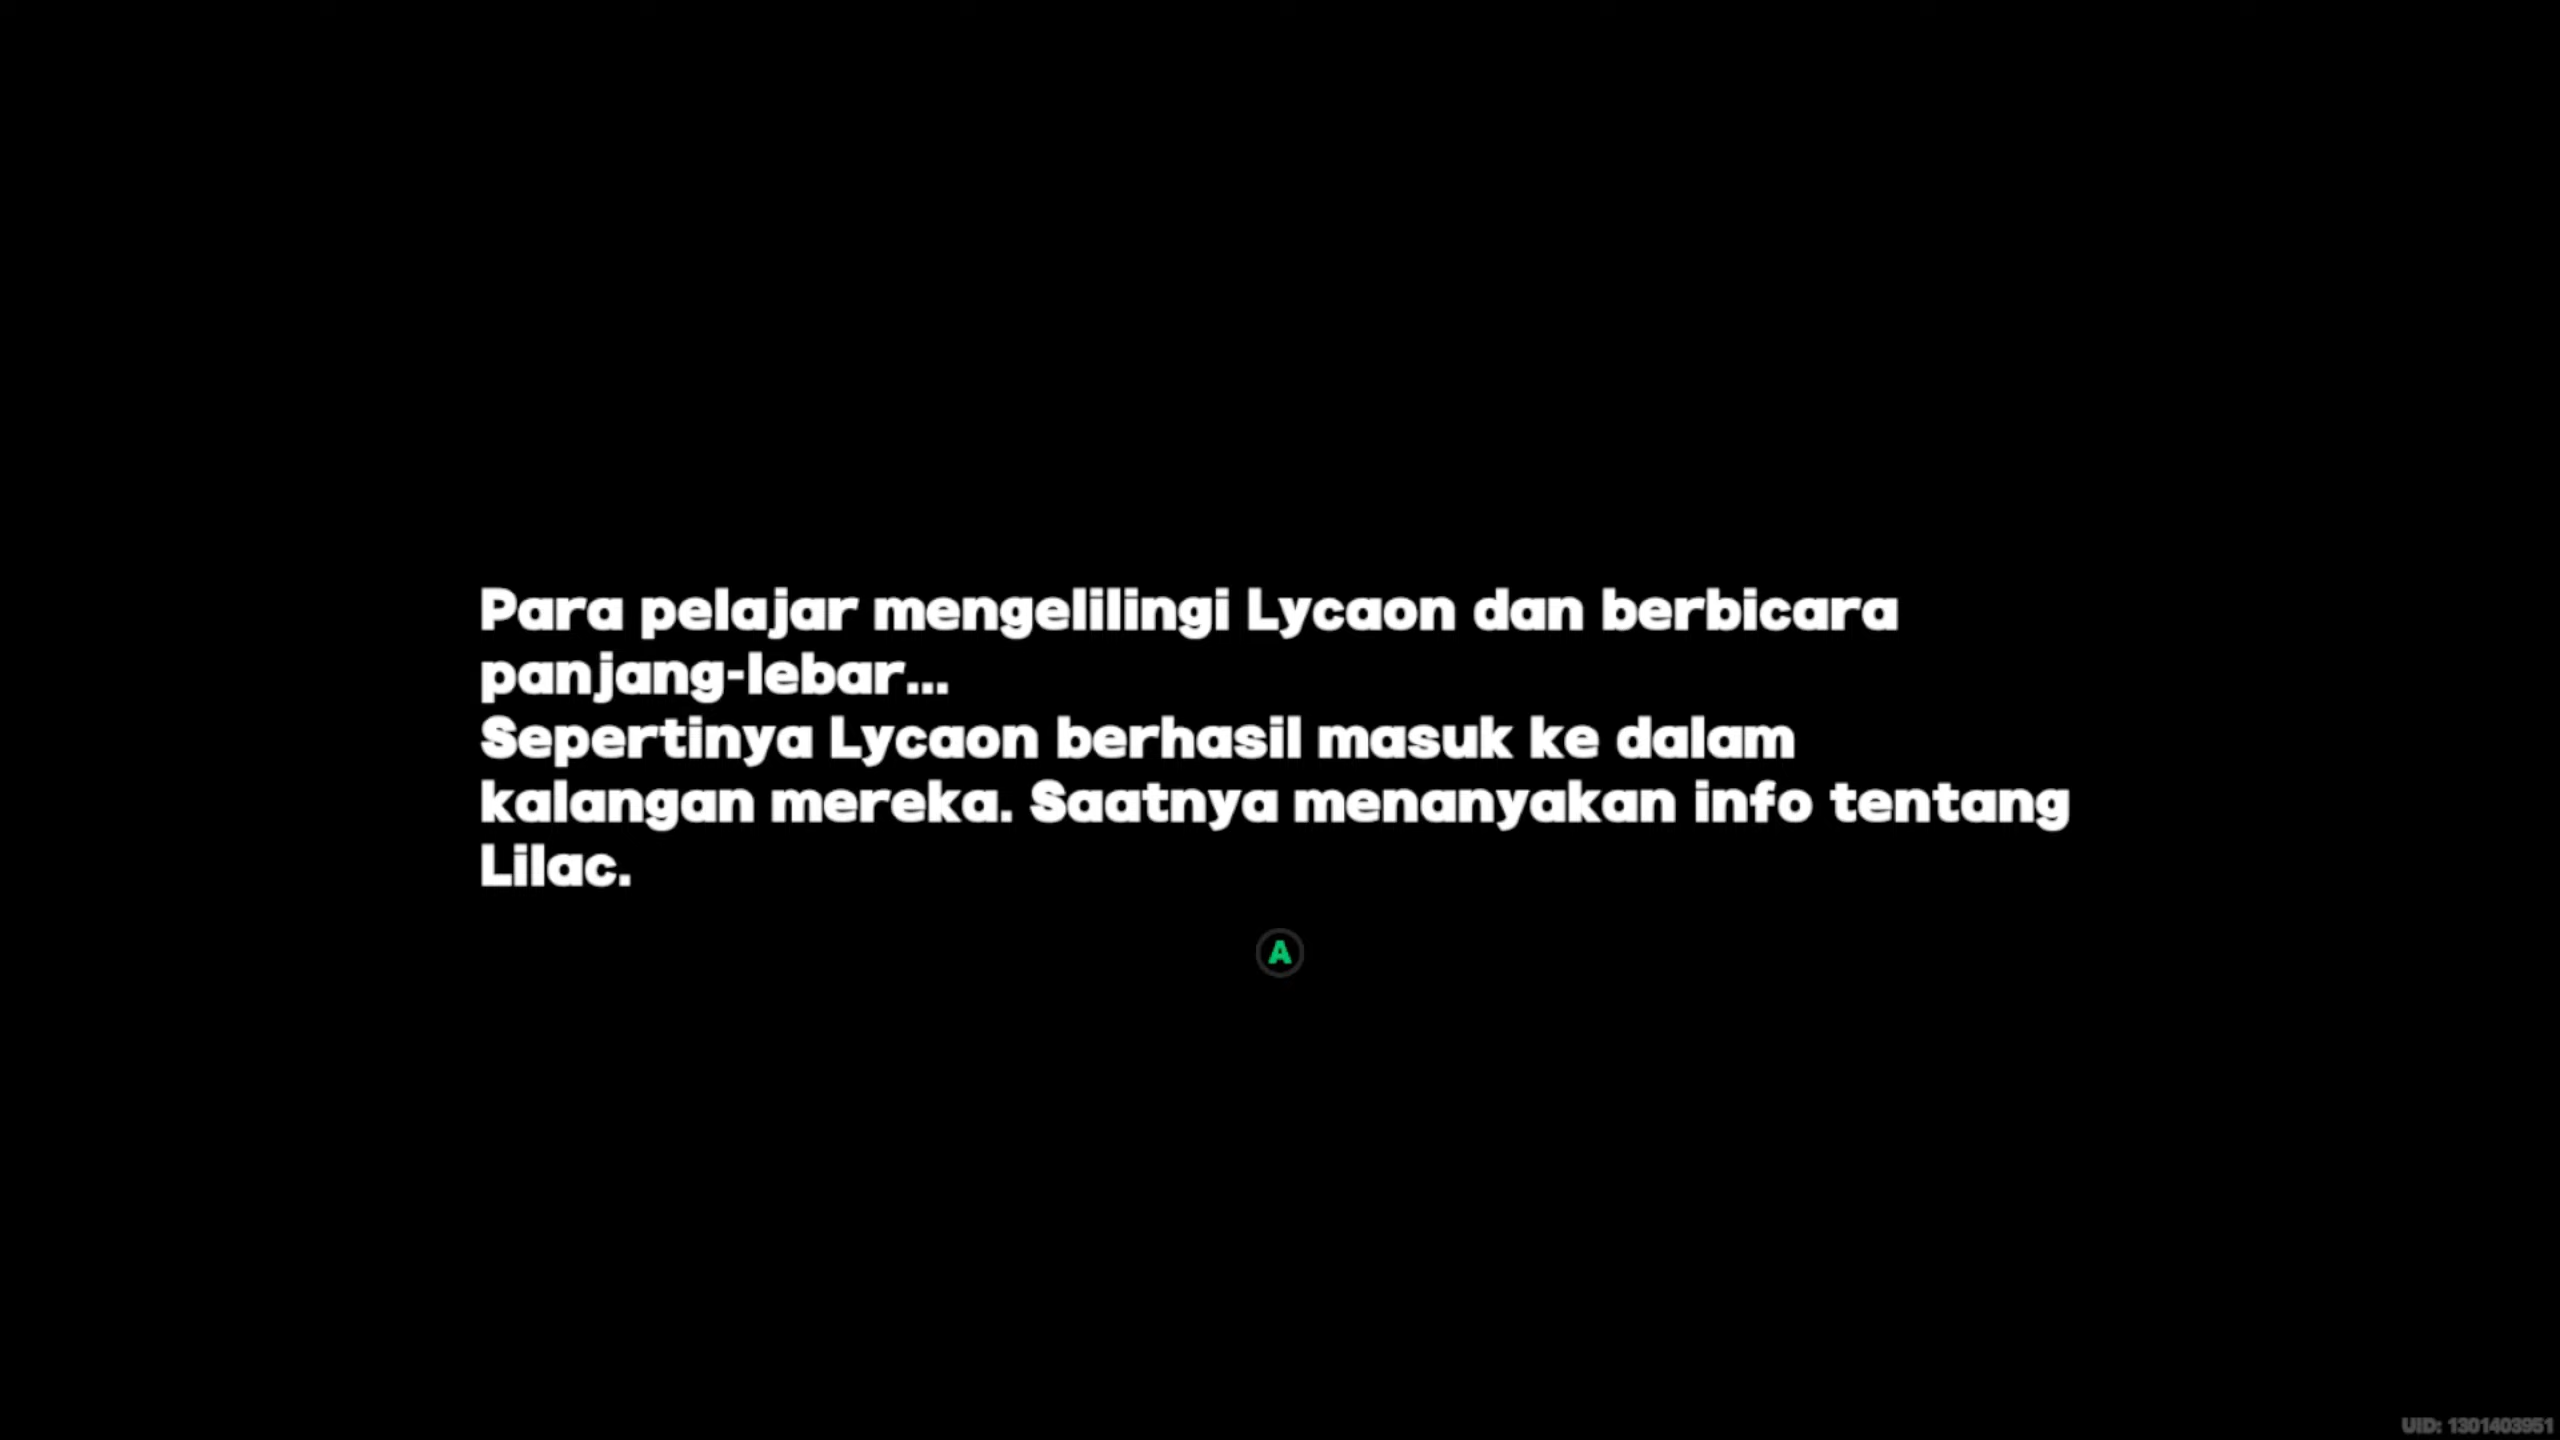 Para pelajar mengelilingi Lycaon dan berbicara
panjang-lebar...
Sepertinya Lycaon berhasil masuk ke dalam
kalangan mereka. Saatnya menanyakan info tentang
Lilac.
A
UID: 1301403951